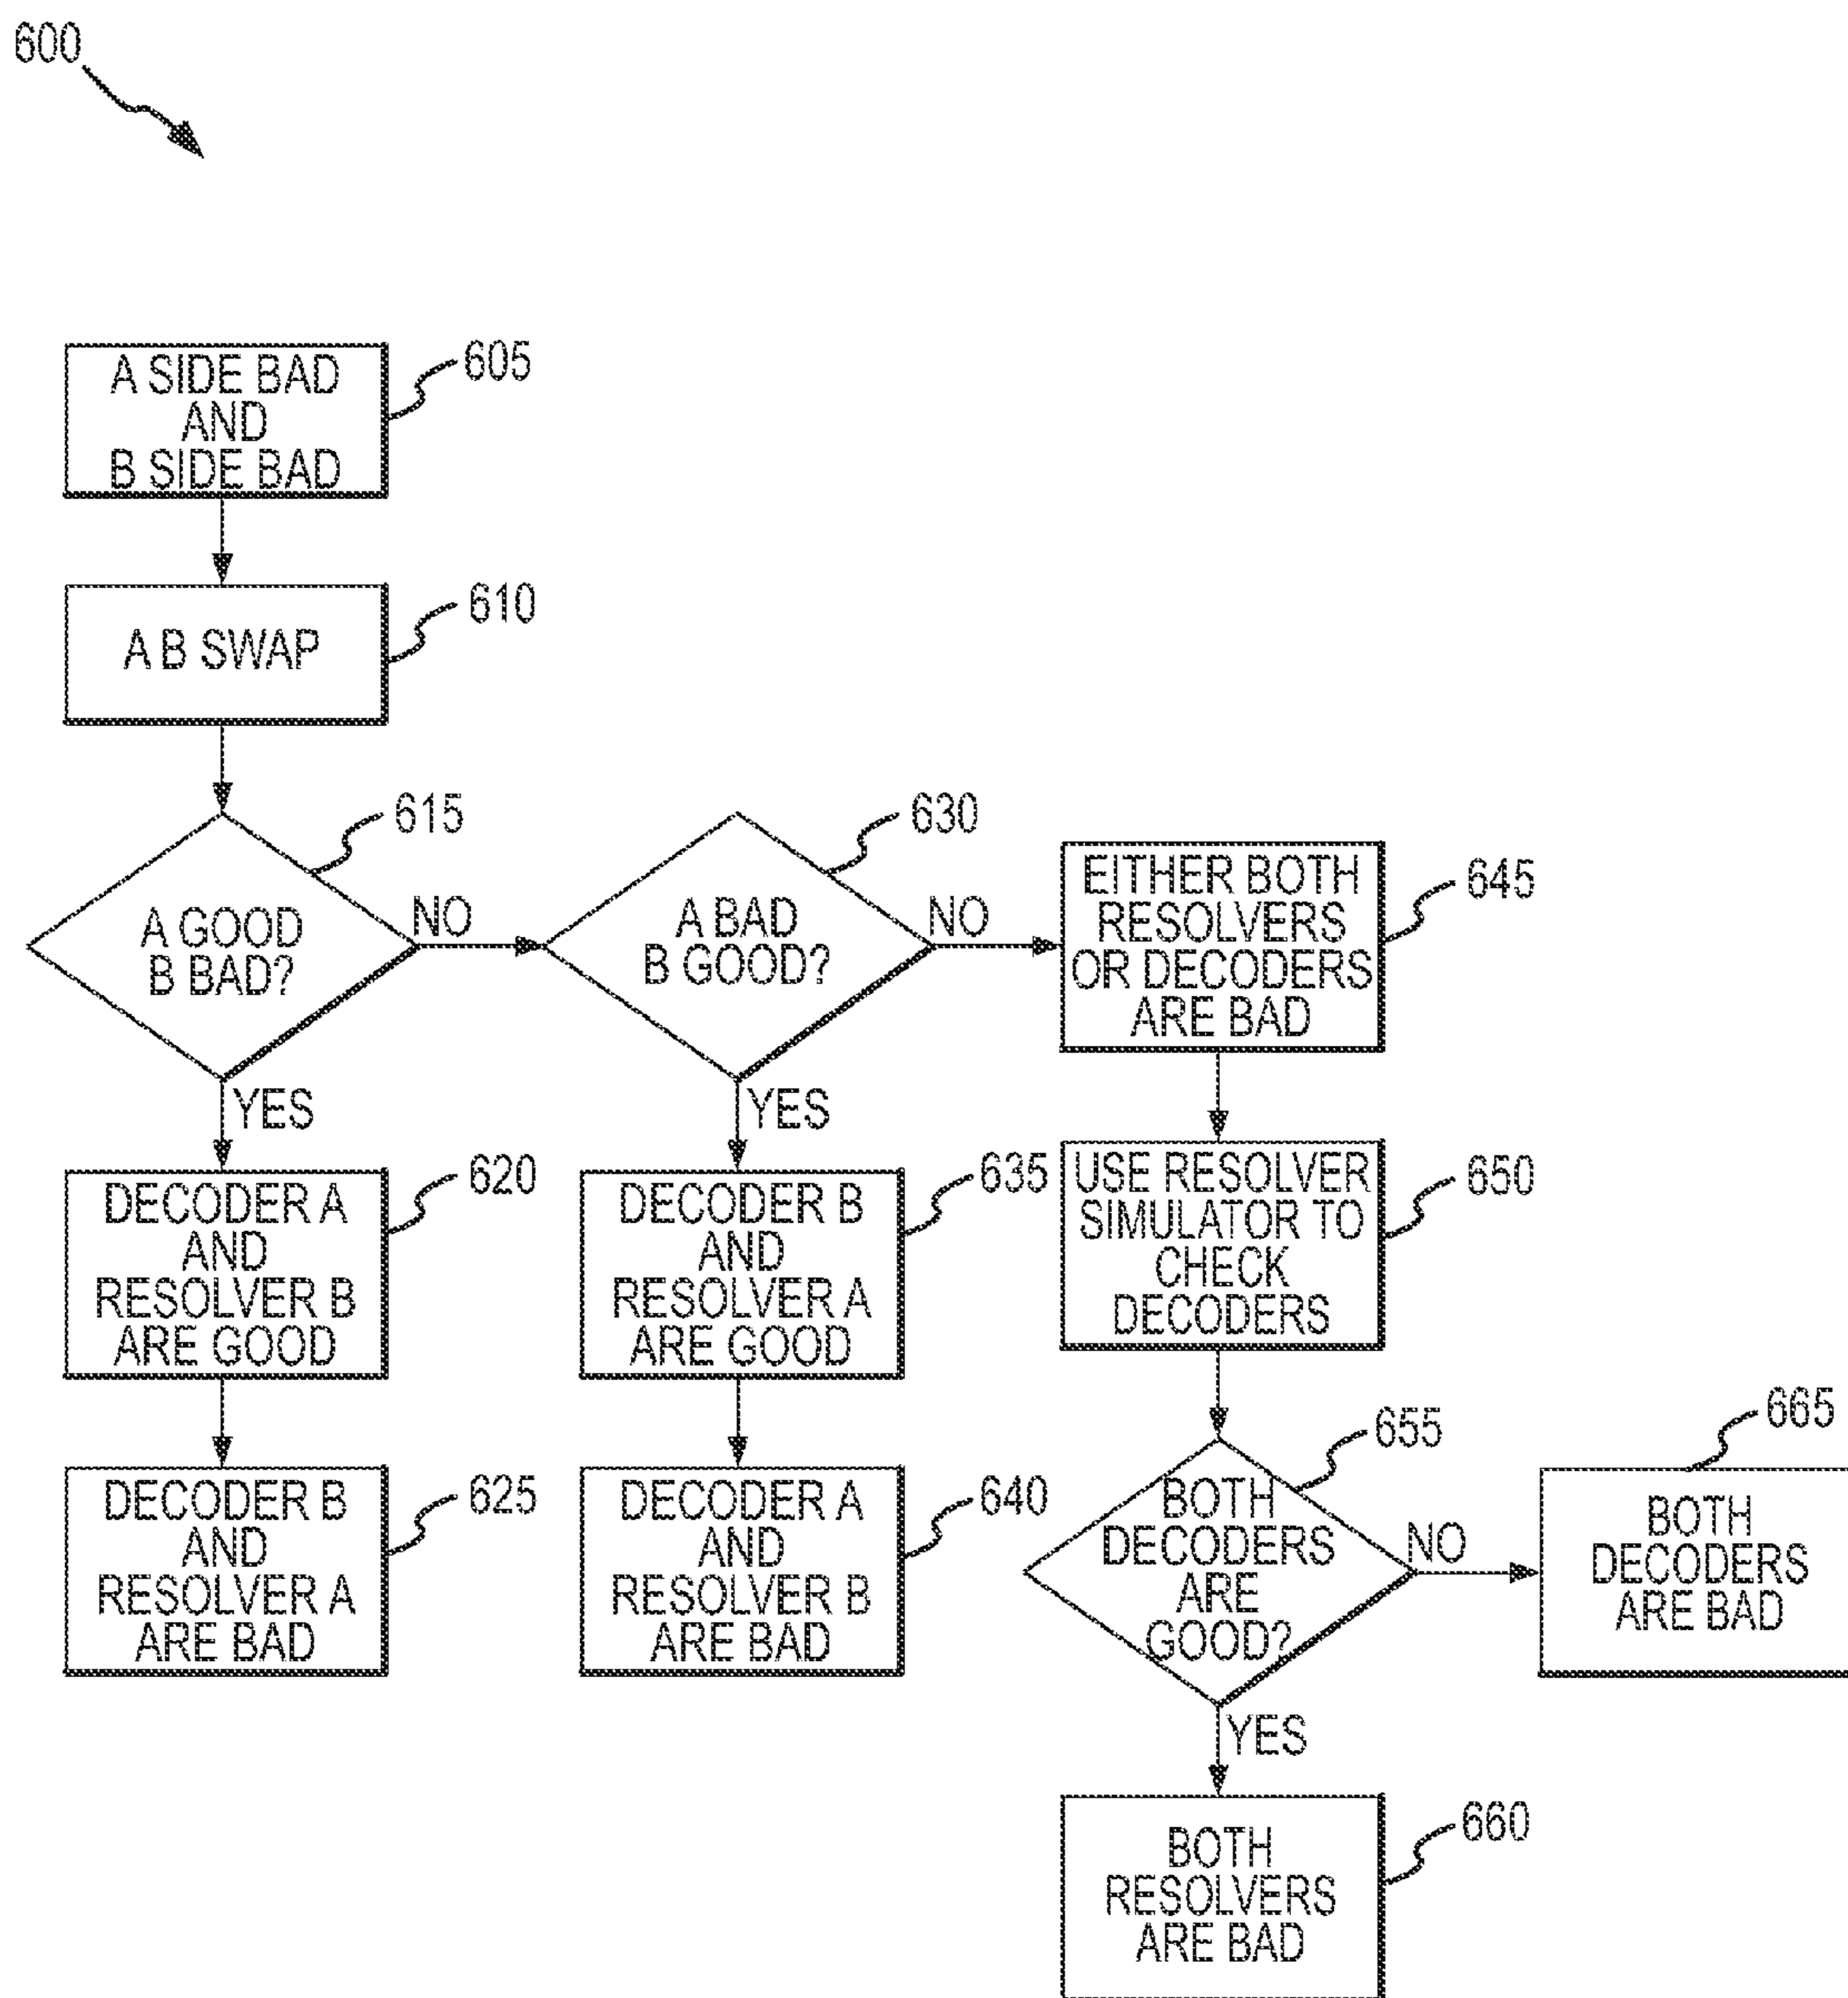 600
A SIDE BAD
AND
B SIDE BAD
605
A B SWAP
610
A GOOD
B BAD?
615
NO
YES
DECODER A
AND
RESOLVER B
ARE GOOD
620
DECODER B
AND
RESOLVER A
ARE BAD
625
A BAD
B GOOD?
630
NO
YES
DECODER B
AND
RESOLVER A
ARE GOOD
635
DECODER A
AND
RESOLVER B
ARE BAD
640
EITHER BOTH
RESOLVERS
OR DECODERS
ARE BAD
645
USE RESOLVER
SIMULATOR TO
CHECK
DECODERS
650
BOTH
DECODERS
ARE
GOOD?
655
NO
YES
BOTH
DECODERS
ARE BAD
665
BOTH
RESOLVERS
ARE BAD
660